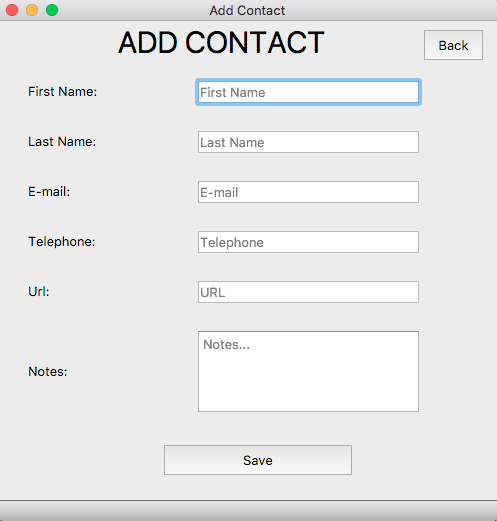 Add Contact
ADD CONTACT
Back
First Name:
First Name
Last Name:
Last Name
E-mail:
E-mail
Telephone:
Telephone
Url:
URL
Notes:
Notes...
Save